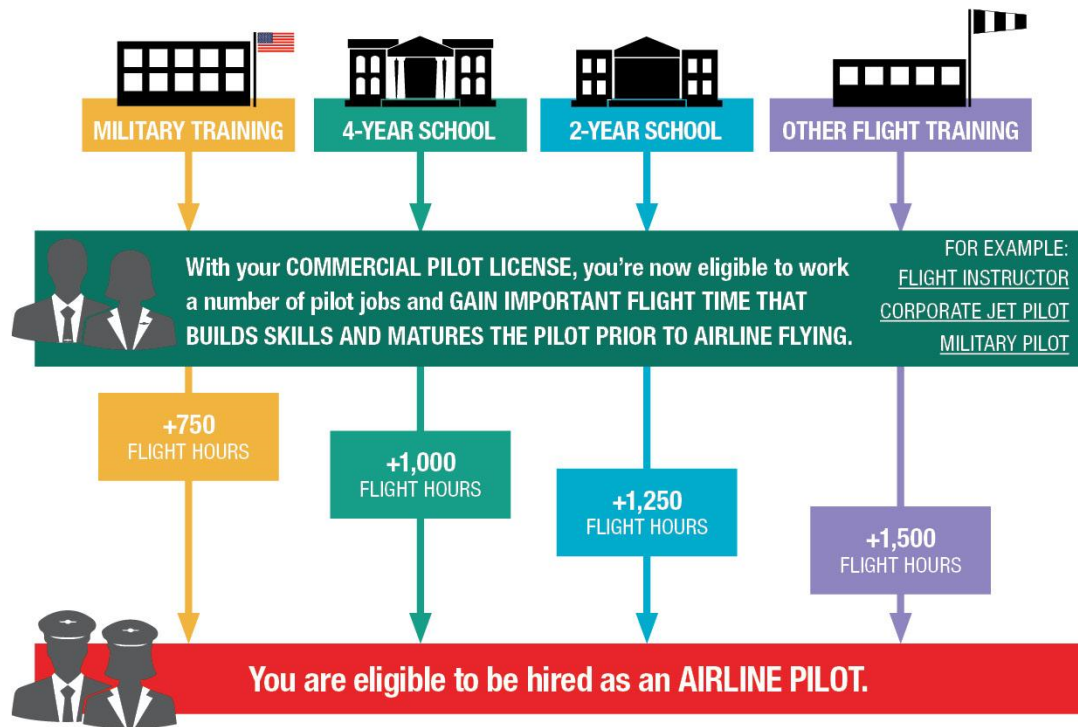 MILITARY TRAINING
4-YEAR SCHOOL
2-YEAR SCHOOL
OTHER FLIGHT TRAINING
With your COMMERCIAL PILOT LICENSE, you're now eligible to work
a number of pilot jobs and GAIN IMPORTANT FLIGHT TIME THAT
BUILDS SKILLS AND MATURES THE PILOT PRIOR TO AIRLINE FLYING.
FOR EXAMPLE:
FLIGHT INSTRUCTOR
CORPORATE JET PILOT
MILITARY PILOT
+750
FLIGHT HOURS
+1,000
FLIGHT HOURS
+1,250
FLIGHT HOURS
+1,500
FLIGHT HOURS
You are eligible to be hired as an AIRLINE PILOT.